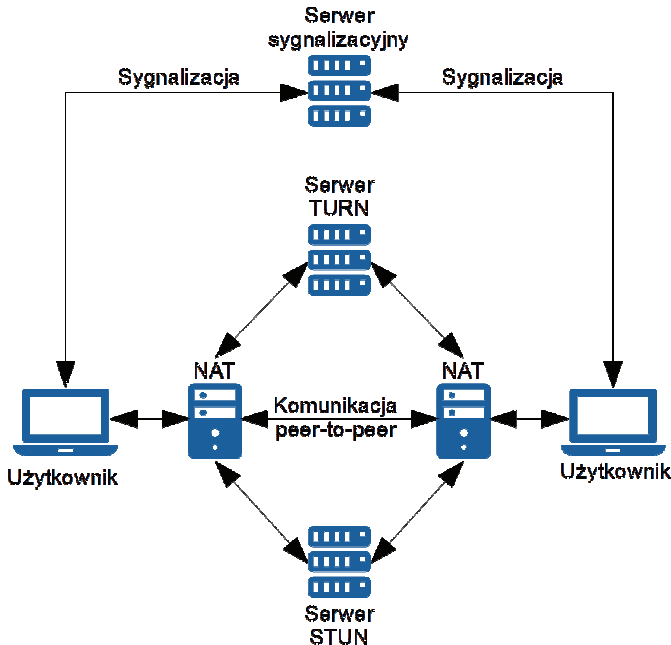 Serwer
sygnalizacyjny
Sygnalizacja
Sygnalizacja
Serwer
TURN
NAT
NAT
Komunikacja
peer-to-peer
Użytkownik
Użytkownik
Serwer
STUN